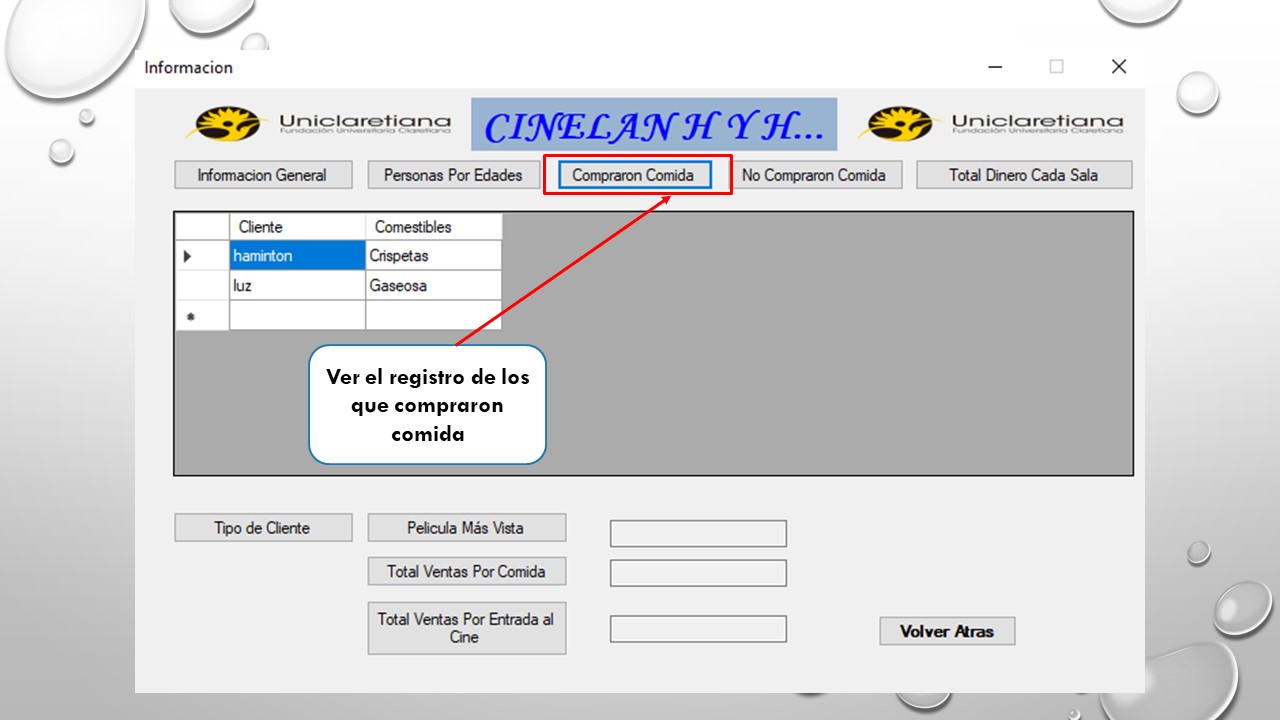 Informacion
Uniclaretiana
Fundación Universitaria Claretiana
CINELAN H Y H...
Uniclaretiana
Fundación Universitaria Claretiana
Informacion General
Personas Por Edades
Compraron Comida
No Compraron Comida
Total Dinero Cada Sala
Cliente
Comestibles
haminton
Crispetas
luz
Gaseosa
Ver el registro de los
que compraron
comida
Tipo de Cliente
Pelicula Más Vista
Total Ventas Por Comida
Total Ventas Por Entrada al
Cine
Volver Atras